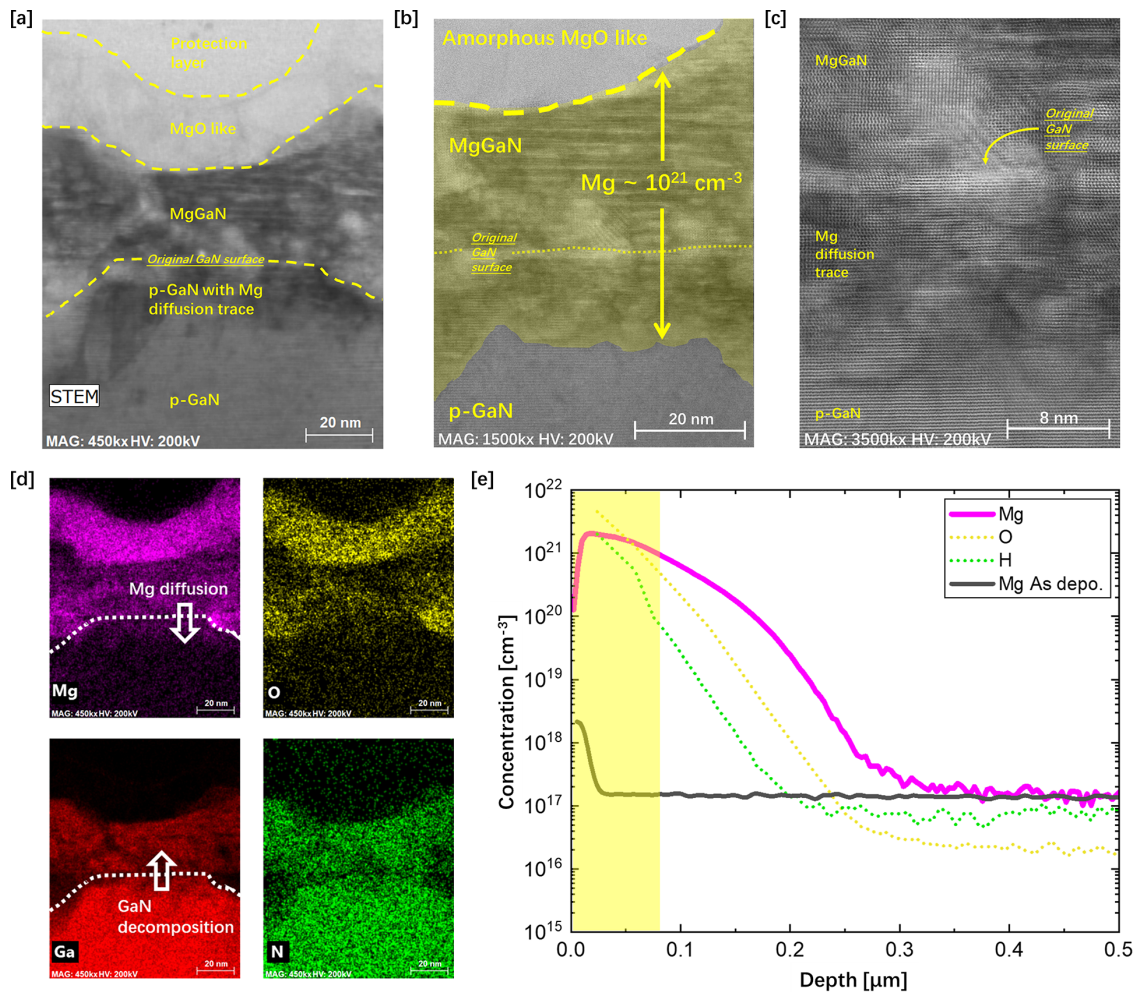 [a]
Protection
layer
MgO like
MgGaN
Original GaN surface
p-GaN with Mg
diffusion trace
STEM
p-GaN
20 nm
MAG: 450kx HV: 200kV
[b]
Amorphous MgO like
MgGaN
Mg ~ 10²¹ cm⁻³
Original
GaN
surface
p-GaN
20 nm
MAG: 1500kx HV: 200kV
[c]
MgGaN
Original
GaN
surface
Mg
diffusion
trace
p-GaN
8 nm
MAG: 3500kx HV: 200kV
[d]
Mg diffusion
Mg
20 nm
MAG: 450kx HV: 200kV
O
20 nm
MAG: 450kx HV: 200kV
GaN
decomposition
Ga
20 nm
MAG: 450kx HV: 200kV
N
20 nm
MAG: 450kx HV: 200kV
[e]
Concentration [cm⁻³]
10²²
10²¹
10²⁰
10¹⁹
10¹⁸
10¹⁷
10¹⁶
10¹⁵
Mg
O
H
Mg As depo.
0.0 0.1 0.2 0.3 0.4 0.5
Depth [μm]